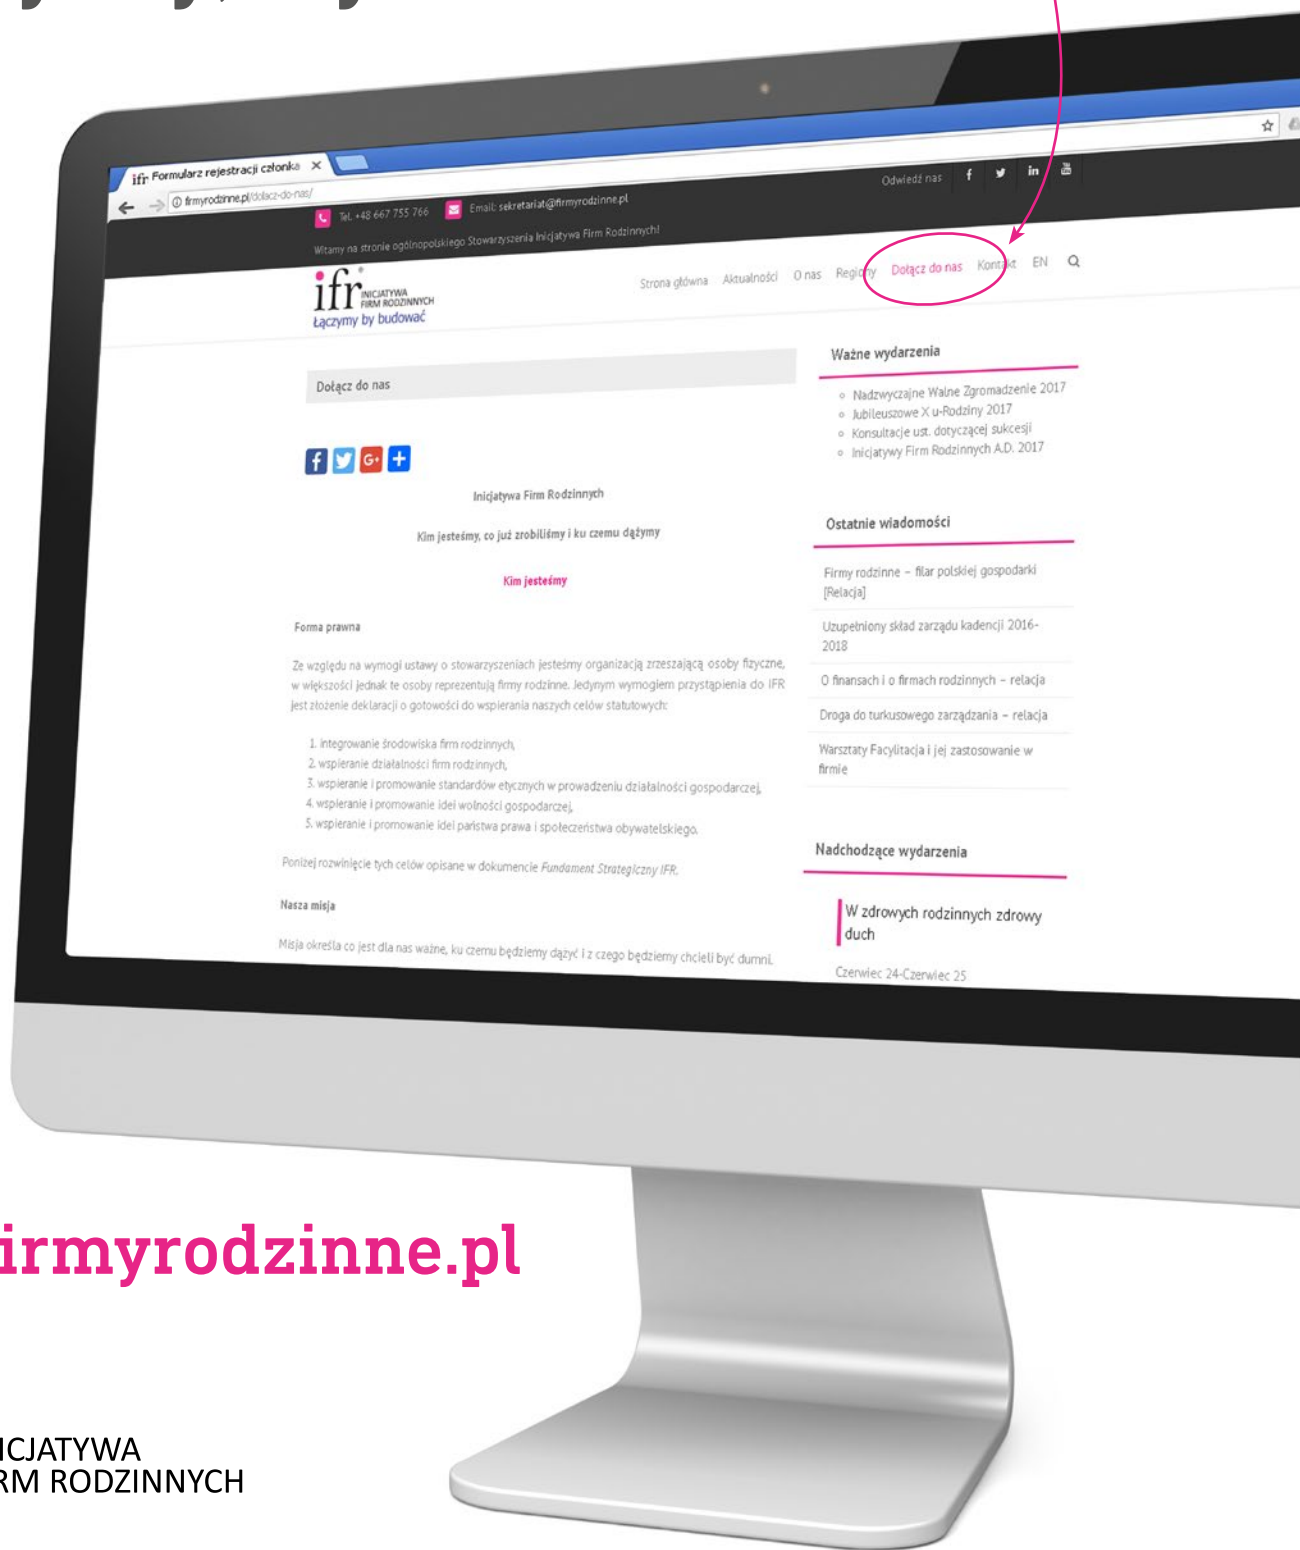 ifr Formularz rejestracji członka
firmyrodzinne.pl/dolacz-do-nas/
Tel. +48 667 755 766
Email: sekretariat@firmyrodzinne.pl
Odwiedź nas
Witamy na stronie ogólnopolskiego Stowarzyszenia Inicjatywa Firm Rodzinnych!
ifr®
INICJATYWA
FIRM RODZINNYCH
Łączymy by budować
Strona główna Aktualności O nas Regiony Dołącz do nas Kontakt EN
Dołącz do nas
Inicjatywa Firm Rodzinnych
Kim jesteśmy, co już zrobiliśmy i ku czemu dążymy
Kim jesteśmy
Forma prawna
Ze względu na wymogi ustawy o stowarzyszeniach jesteśmy organizacją zrzeszającą osoby fizyczne,
w większości jednak te osoby reprezentują firmy rodzinne. Jedynym wymogiem przystąpienia do IFR
jest złożenie deklaracji o gotowości do wspierania naszych celów statutowych:
1. integrowanie środowiska firm rodzinnych,
2. wspieranie działalności firm rodzinnych,
3. wspieranie i promowanie standardów etycznych w prowadzeniu działalności gospodarczej,
4. wspieranie i promowanie idei wolności gospodarczej,
5. wspieranie i promowanie idei państwa prawa i społeczeństwa obywatelskiego.
Poniżej rozwinięcie tych celów opisane w dokumencie Fundament Strategiczny IFR.
Nasza misja
Misja określa co jest dla nas ważne, ku czemu będziemy dążyć i z czego będziemy chcieli być dumni.
Ważne wydarzenia
Nadzwyczajne Walne Zgromadzenie 2017
Jubileuszowe X u-Rodziny 2017
Konsultacje ust. dotyczącej sukcesji
Inicjatywy Firm Rodzinnych A.D. 2017
Ostatnie wiadomości
Firmy rodzinne – filar polskiej gospodarki
[Relacja]
Uzupełniony skład zarządu kadencji 2016-
2018
O finansach i o firmach rodzinnych – relacja
Droga do turkusowego zarządzania – relacja
Warsztaty Facylitacja i jej zastosowanie w
firmie
Nadchodzące wydarzenia
W zdrowych rodzinnych zdrowy
duch
Czerwiec 24-Czerwiec 25
irmyrodzinne.pl
ICJATYWA
RM RODZINNYCH